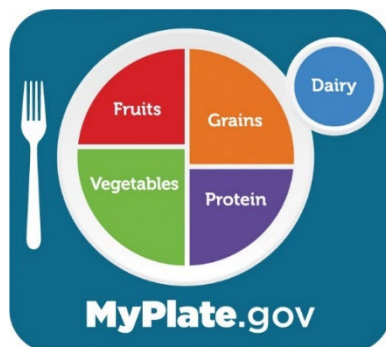 Dairy
Fruits
Grains
Vegetables
Protein
MyPlate.gov